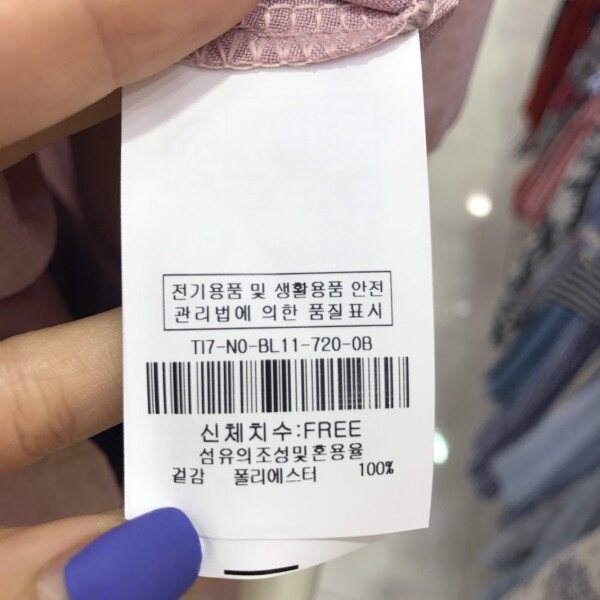 전기용품 및 생활용품 안전
관리법에 의한 품질표시
TI7-N0-BL11-720-0B
신체치수:FREE
섬유의조성및혼용율
겉감 폴리에스터 100%